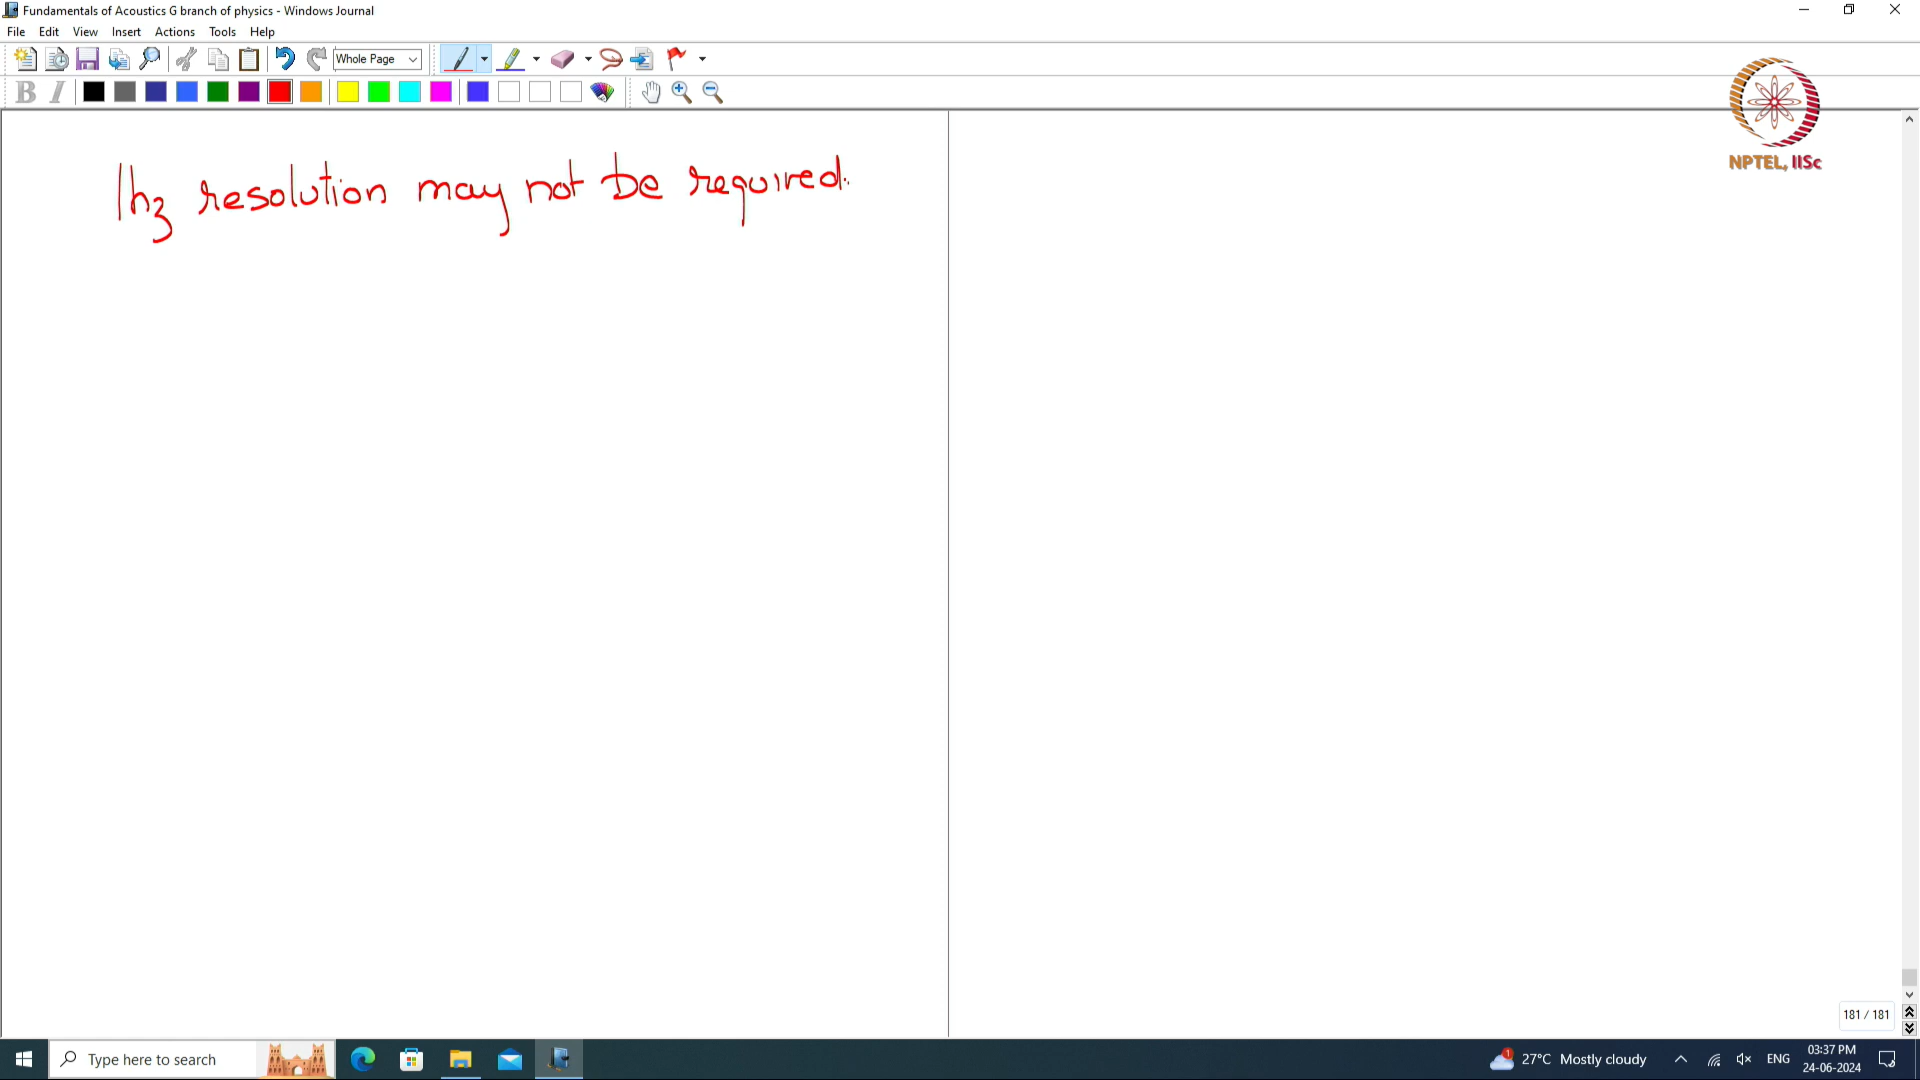 Fundamentals of Acoustics G branch of physics - Windows Journal
File Edit View Insert Actions Tools Help
Whole Page
B I
NPTEL, IISc
1hz resolution may not be required.
181 / 181
Type here to search
1
27°C Mostly cloudy
ENG
03:37 PM
24-06-2024